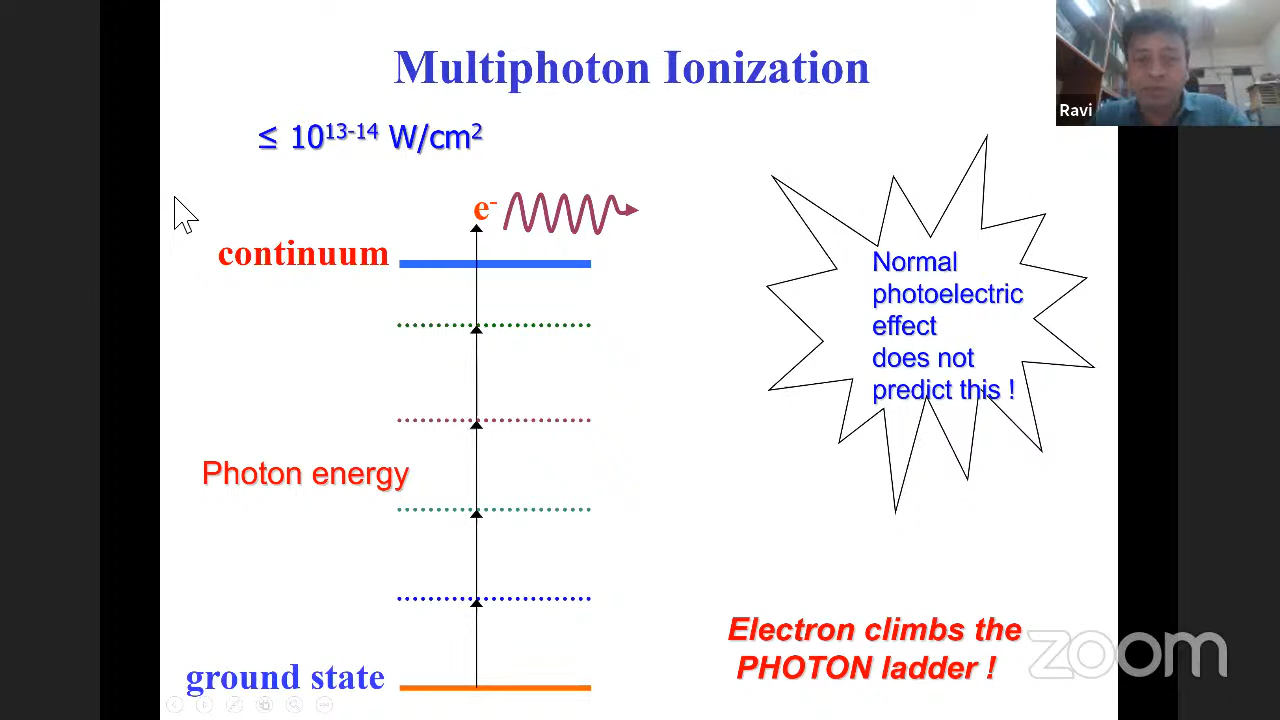 Multiphoton Ionization
Ravi
≤ 10¹³⁻¹⁴ W/cm²
e⁻
continuum
Normal
photoelectric
effect
does not
predict this !
Photon energy
Electron climbs the
PHOTON ladder !
zoom
ground state